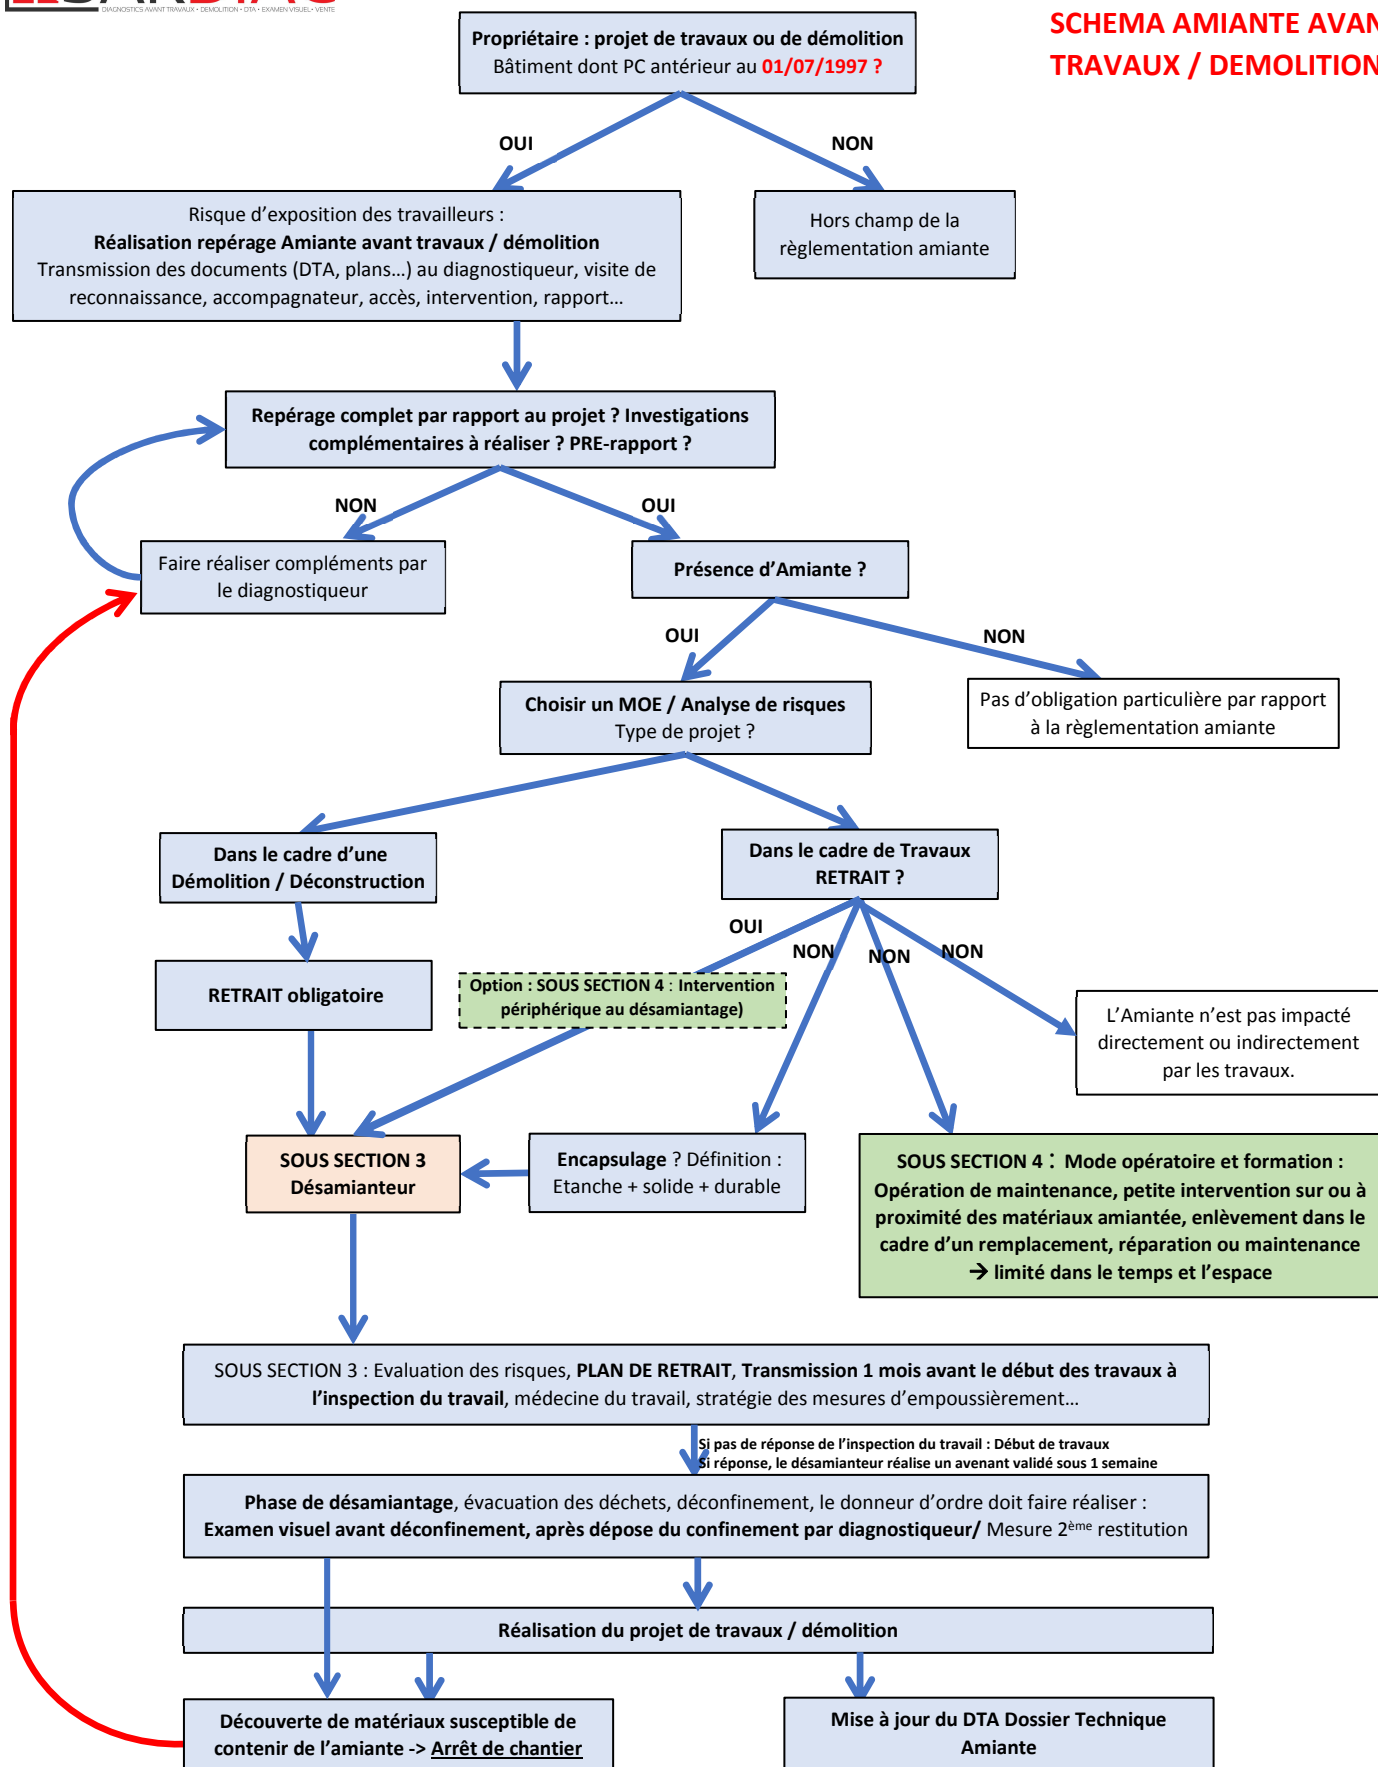 DIAGNOSTICS AVANT TRAVAUX • DEMOLITION • DTA • EXAMEN VISUEL • VENTE
SCHEMA AMIANTE AVAN
TRAVAUX / DEMOLITION
Propriétaire : projet de travaux ou de démolition
Bâtiment dont PC antérieur au 01/07/1997 ?
OUI
NON
Risque d’exposition des travailleurs :
Réalisation repérage Amiante avant travaux / démolition
Transmission des documents (DTA, plans…) au diagnostiqueur, visite de
reconnaissance, accompagnateur, accès, intervention, rapport…
Hors champ de la
règlementation amiante
Repérage complet par rapport au projet ? Investigations
complémentaires à réaliser ? PRE-rapport ?
NON
OUI
Faire réaliser compléments par
le diagnostiqueur
Présence d’Amiante ?
OUI
NON
Choisir un MOE / Analyse de risques
Type de projet ?
Pas d’obligation particulière par rapport
à la règlementation amiante
Dans le cadre d’une
Démolition / Déconstruction
Dans le cadre de Travaux
RETRAIT ?
OUI
NON
NON
NON
RETRAIT obligatoire
Option : SOUS SECTION 4 : Intervention
périphérique au désamiantage)
L’Amiante n’est pas impacté
directement ou indirectement
par les travaux.
SOUS SECTION 3
Désamianteur
Encapsulage ? Définition :
Etanche + solide + durable
SOUS SECTION 4 : Mode opératoire et formation :
Opération de maintenance, petite intervention sur ou à
proximité des matériaux amiantée, enlèvement dans le
cadre d’un remplacement, réparation ou maintenance
→ limité dans le temps et l’espace
SOUS SECTION 3 : Evaluation des risques, PLAN DE RETRAIT, Transmission 1 mois avant le début des travaux à
l’inspection du travail, médecine du travail, stratégie des mesures d’empoussièrement…
Si pas de réponse de l’inspection du travail : Début de travaux
Si réponse, le désamianteur réalise un avenant validé sous 1 semaine
Phase de désamiantage, évacuation des déchets, déconfinement, le donneur d’ordre doit faire réaliser :
Examen visuel avant déconfinement, après dépose du confinement par diagnostiqueur/ Mesure 2ème restitution
Réalisation du projet de travaux / démolition
Découverte de matériaux susceptible de
contenir de l’amiante -> Arrêt de chantier
Mise à jour du DTA Dossier Technique
Amiante